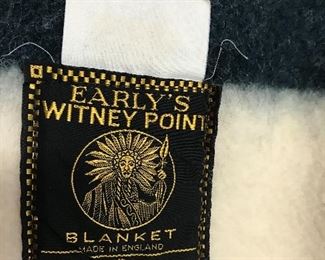 EARLY'S
WITNEY POINT
BLANKET
MADE IN ENGLAND